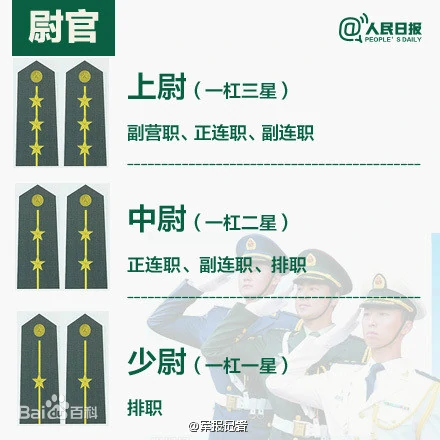 尉官
@人民日报
PEOPLE'S DAILY
上尉（一杠三星）
副营职、正连职、副连职
中尉（一杠二星）
正连职、副连职、排职
少尉（一杠一星）
排职
Bai百科
@军报记者